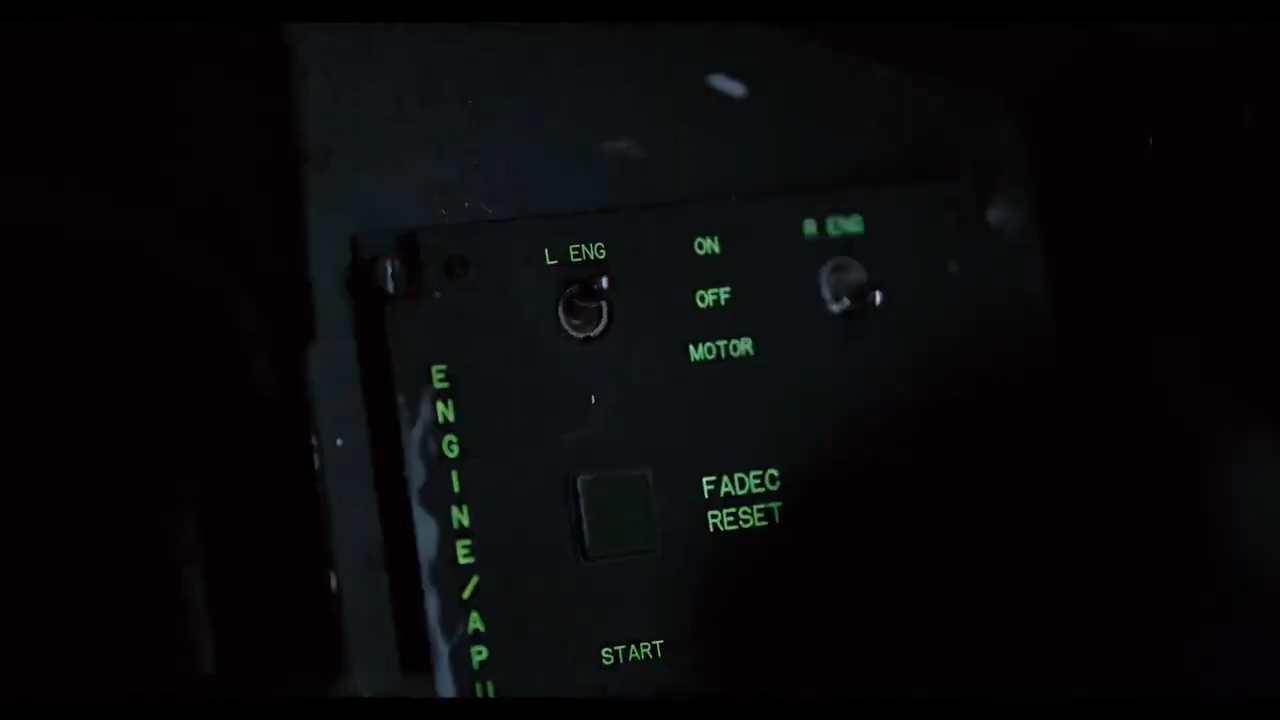 L ENG
ON
R ENG
OFF
MOTOR
ENGINE/APU
FADEC
RESET
START